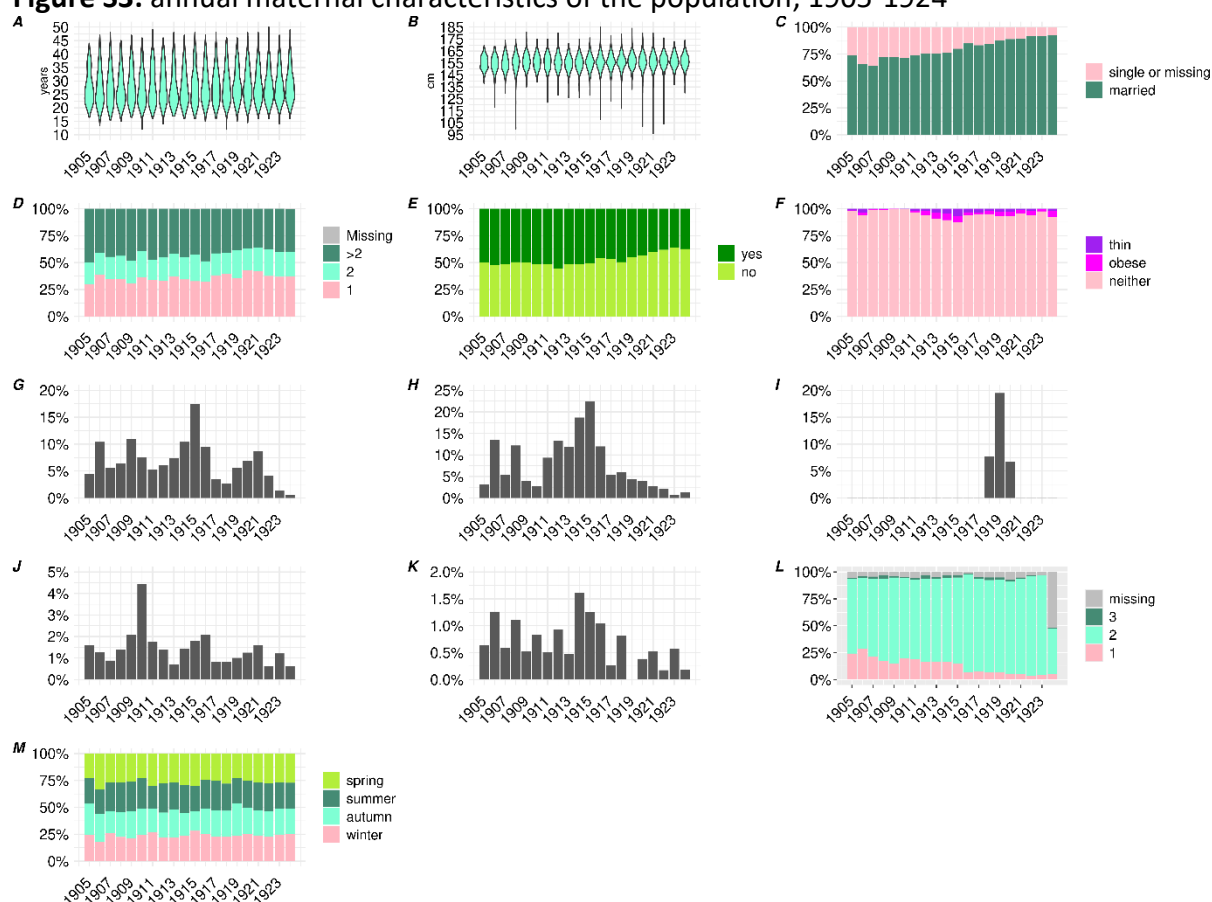 Figure annual maternal characteristics of the population, 1905-1924
A
years
50
45
40
35
30
25
20
15
10
1905 1907 1909 1911 1913 1915 1917 1919 1921 1923
B
cm
185
175
165
155
145
135
125
115
105
95
1905 1907 1909 1911 1913 1915 1917 1919 1921 1923
C
100%
75%
50%
25%
0%
1905 1907 1909 1911 1913 1915 1917 1919 1921 1923
single or missing
married
D
100%
75%
50%
25%
0%
1905 1907 1909 1911 1913 1915 1917 1919 1921 1923
Missing
>2
2
1
E
100%
75%
50%
25%
0%
1905 1907 1909 1911 1913 1915 1917 1919 1921 1923
yes
no
F
100%
75%
50%
25%
0%
1905 1907 1909 1911 1913 1915 1917 1919 1921 1923
thin
obese
neither
G
20%
15%
10%
5%
0%
1905 1907 1909 1911 1913 1915 1917 1919 1921 1923
H
25%
20%
15%
10%
5%
0%
1905 1907 1909 1911 1913 1915 1917 1919 1921 1923
I
20%
15%
10%
5%
0%
1905 1907 1909 1911 1913 1915 1917 1919 1921 1923
J
5%
4%
3%
2%
1%
0%
1905 1907 1909 1911 1913 1915 1917 1919 1921 1923
K
2.0%
1.5%
1.0%
0.5%
0.0%
1905 1907 1909 1911 1913 1915 1917 1919 1921 1923
L
100%
75%
50%
25%
0%
1905 1907 1909 1911 1913 1915 1917 1919 1921 1923
missing
3
2
1
M
100%
75%
50%
25%
0%
1905 1907 1909 1911 1913 1915 1917 1919 1921 1923
spring
summer
autumn
winter